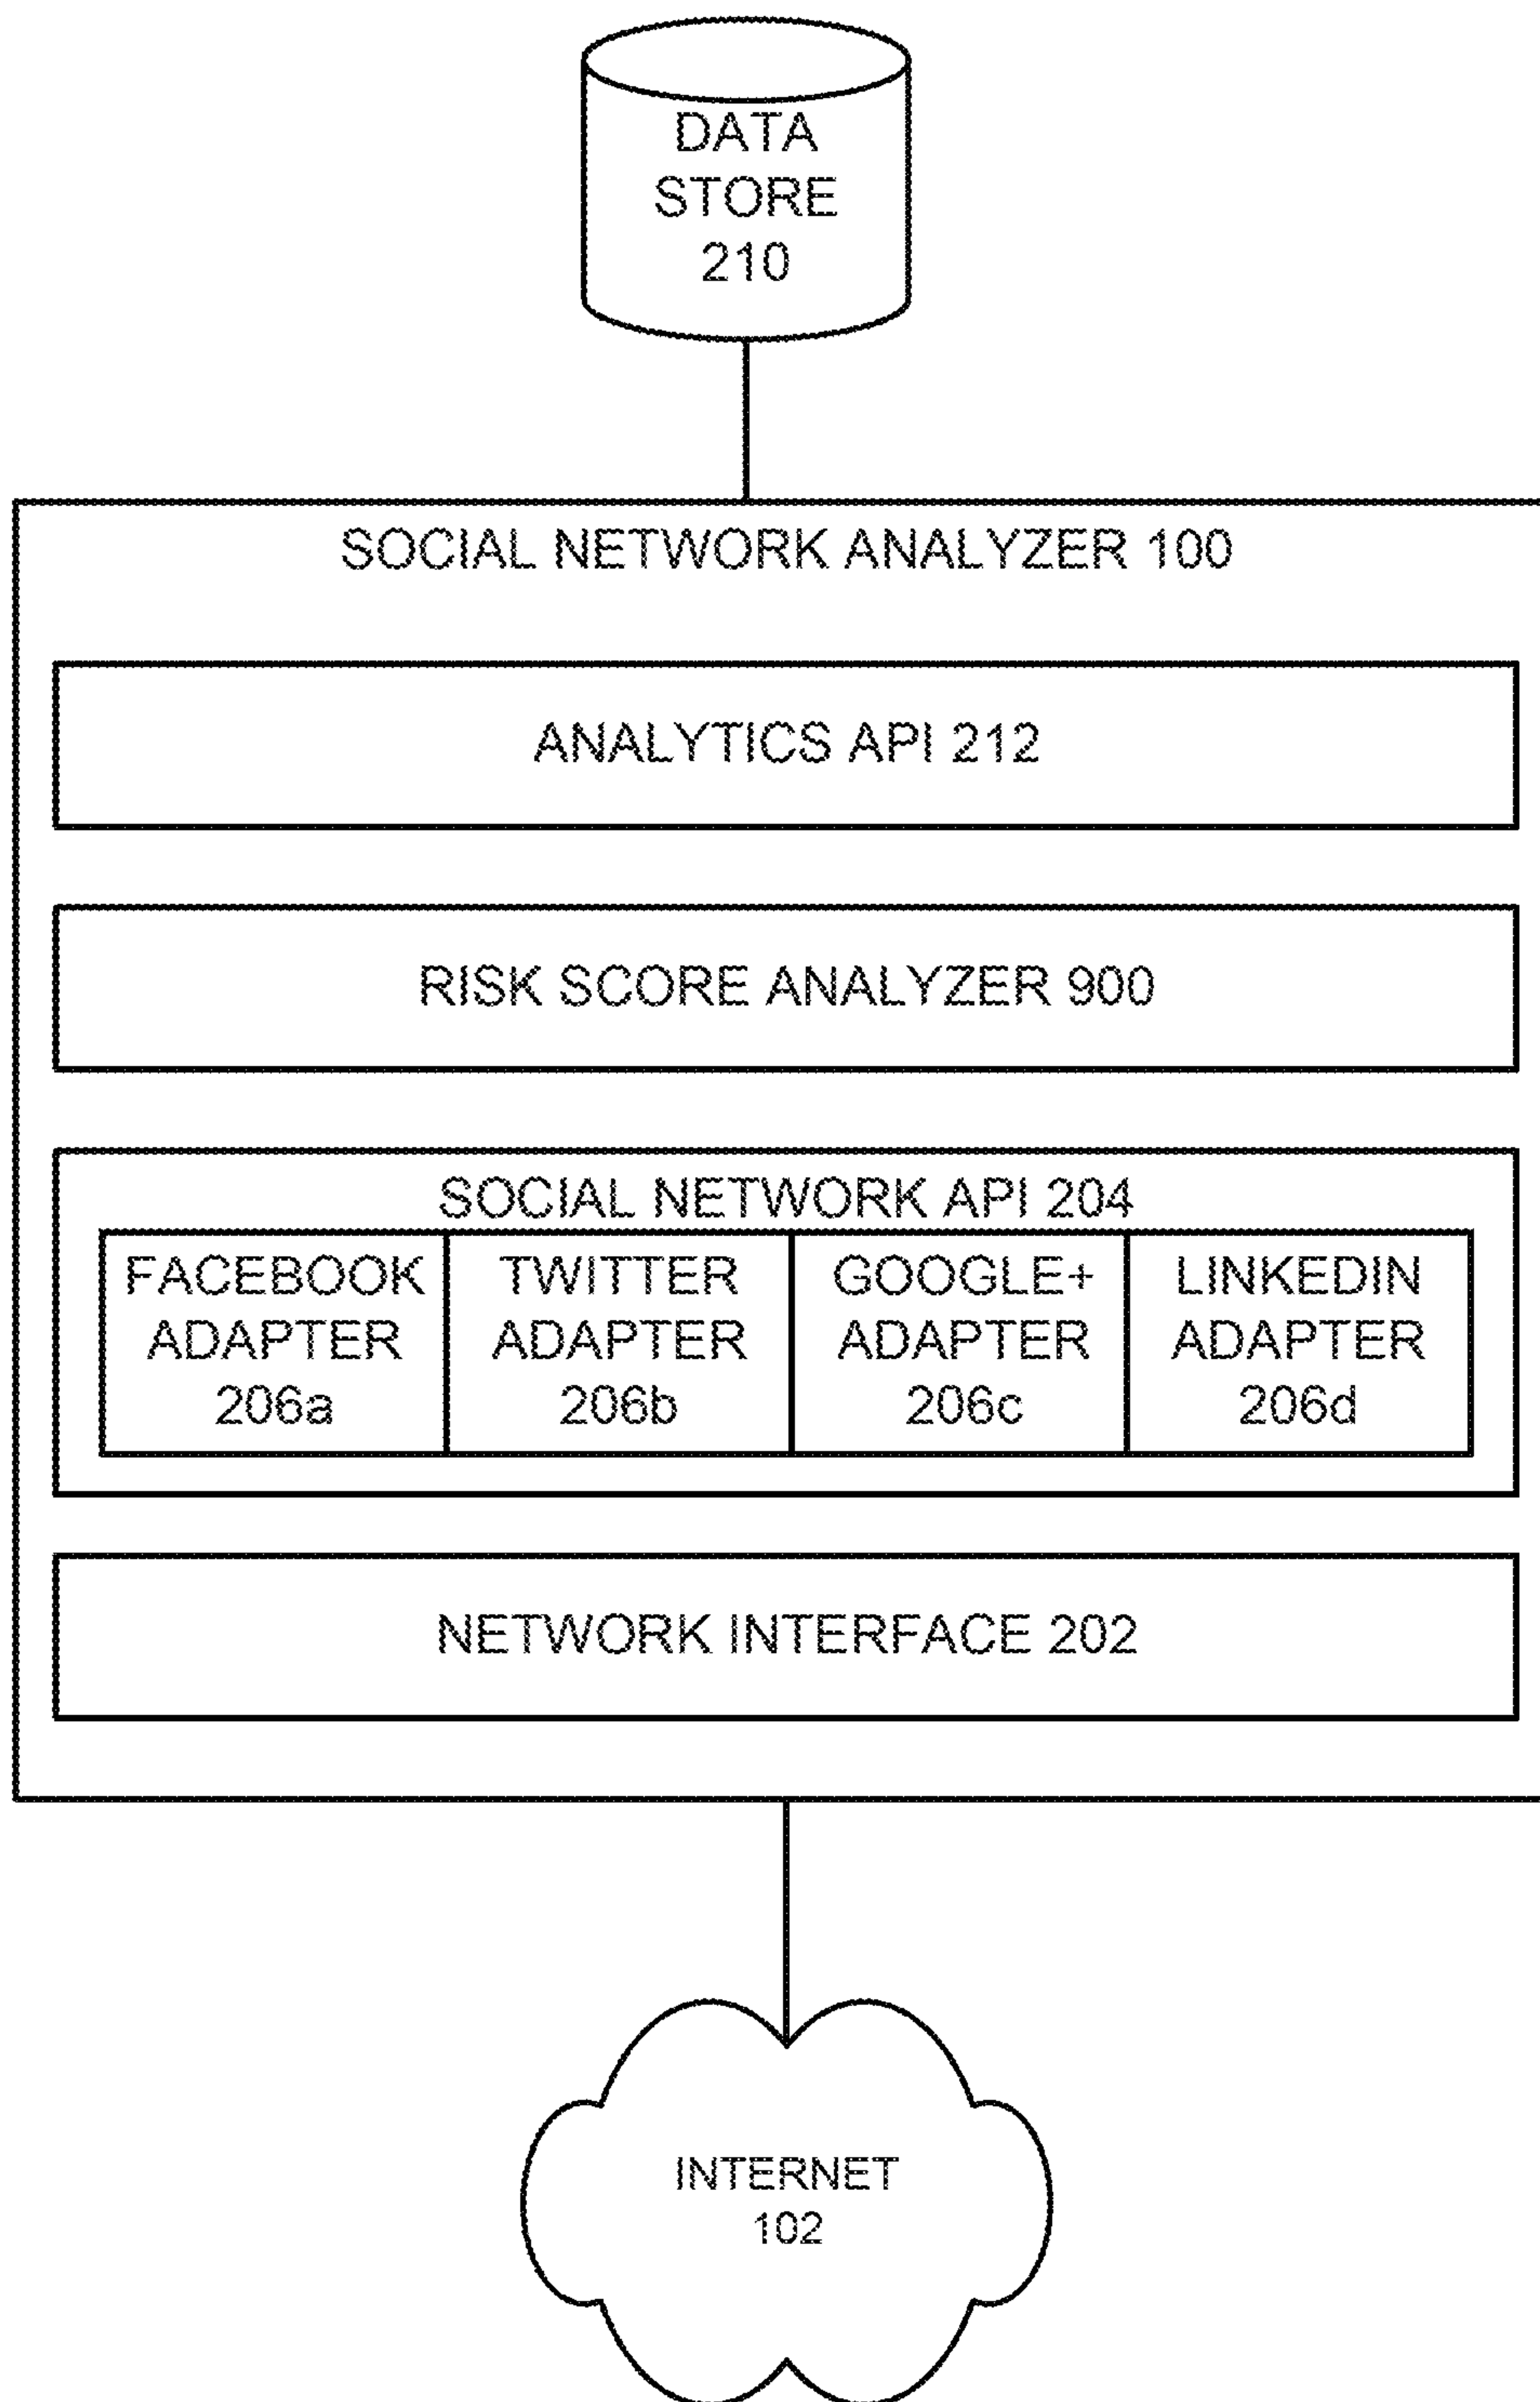 DATA
STORE
210
SOCIAL NETWORK ANALYZER 100
ANALYTICS API 212
RISK SCORE ANALYZER 900
SOCIAL NETWORK API 204
FACEBOOK
ADAPTER
206a
TWITTER
ADAPTER
206b
GOOGLE+
ADAPTER
206c
LINKEDIN
ADAPTER
206d
NETWORK INTERFACE 202
INTERNET
102